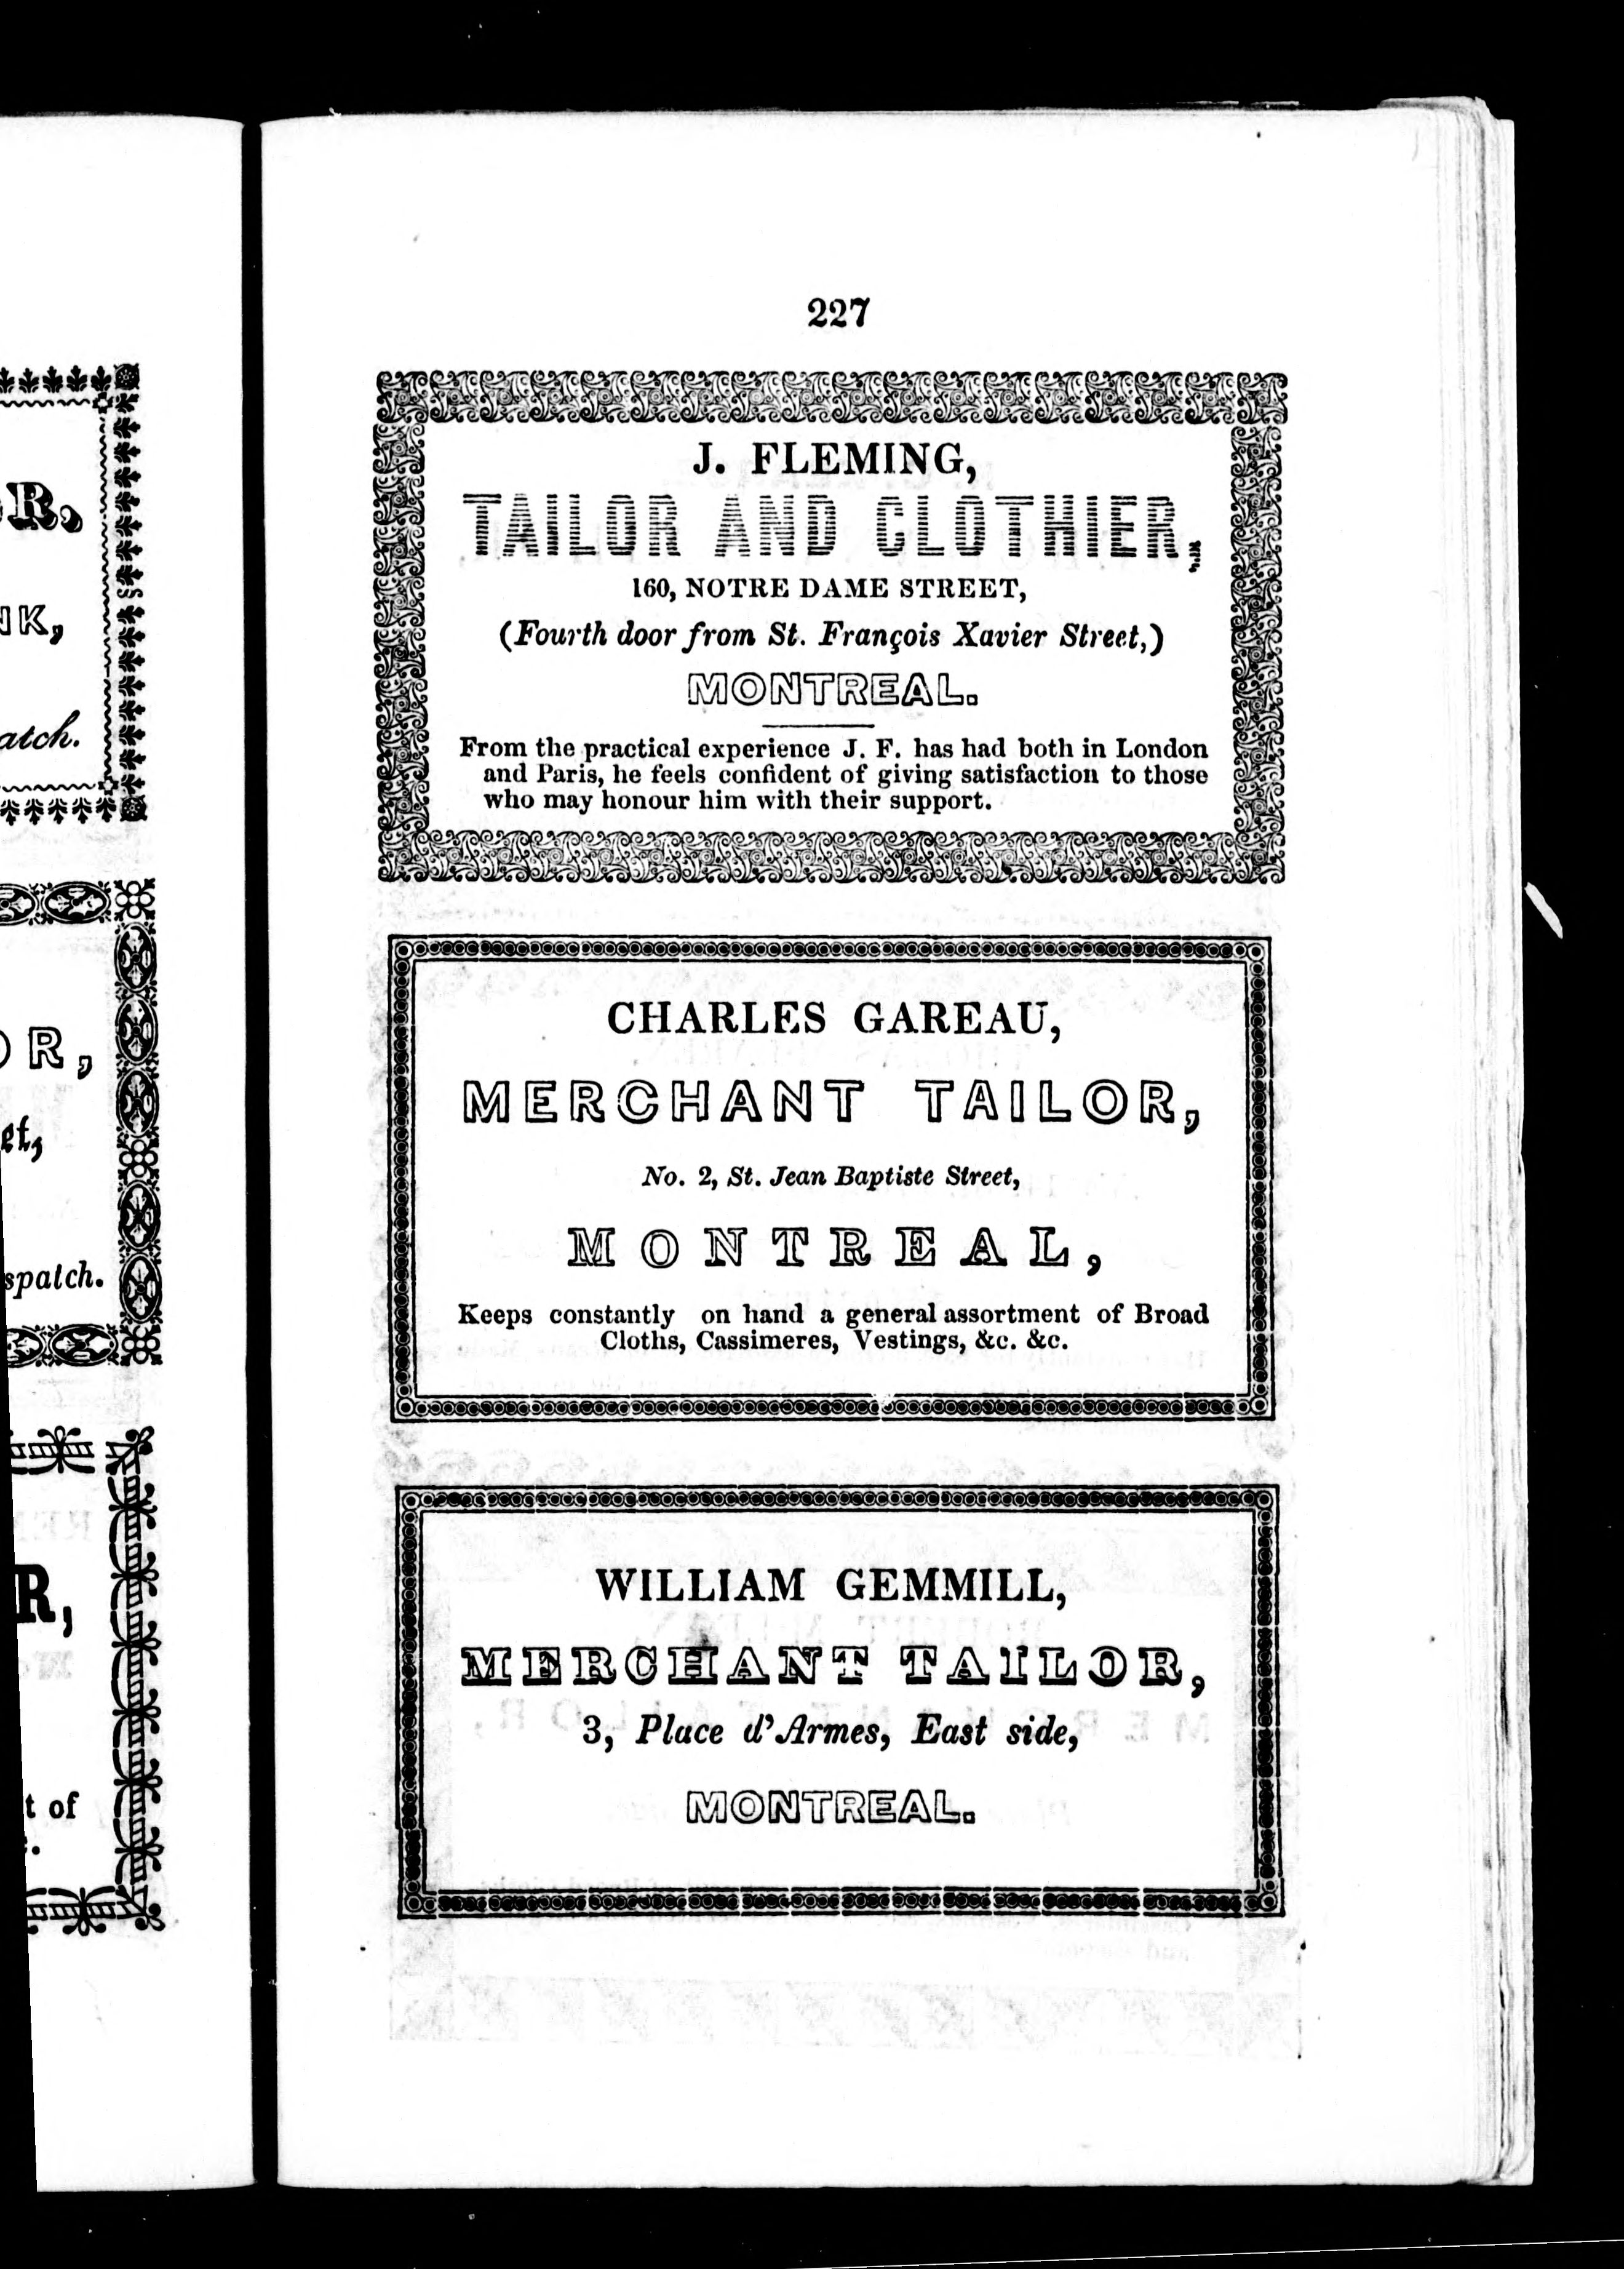 227
J. FLEMING,
TAILOR AND CLOTHIER,
160, NOTRE DAME STREET,
(Fourth door from St. François Xavier Street,)
MONTREAL.
From the practical experience J. F. has had both in London
and Paris, he feels confident of giving satisfaction to those
who may honour him with their support.
CHARLES GAREAU,
MERCHANT TAILOR,
No. 2, St. Jean Baptiste Street,
MONTREAL,
Keeps constantly on hand a general assortment of Broad
Cloths, Cassimeres, Vestings, &c. &c.
WILLIAM GEMMILL,
MERCHANT TAILOR,
3, Place d'Armes, East side,
MONTREAL.